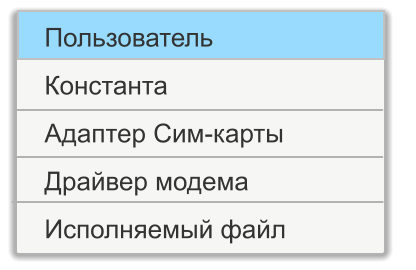 Пользователь
Константа
Адаптер Сим-карты
Драйвер модема
Исполняемый файл